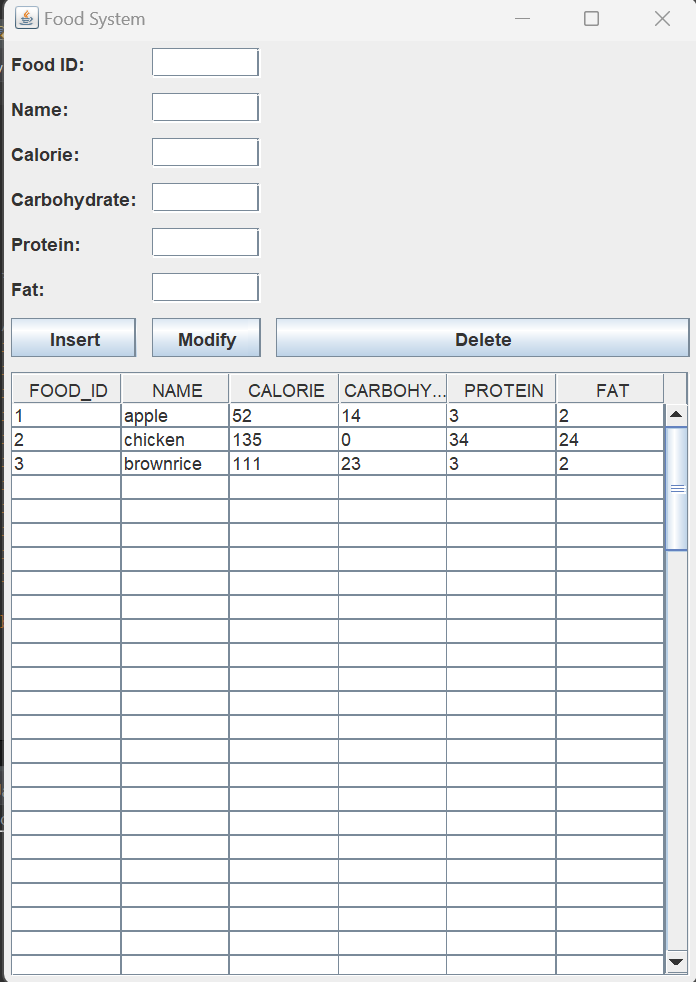 Food System
Food ID:
Name:
Calorie:
Carbohydrate:
Protein:
Fat:
Insert Modify Delete
FOOD_ID NAME CALORIE CARBOHY... PROTEIN FAT
1 apple 52 14 3 2
2 chicken 135 0 34 24
3 brownrice 111 23 3 2